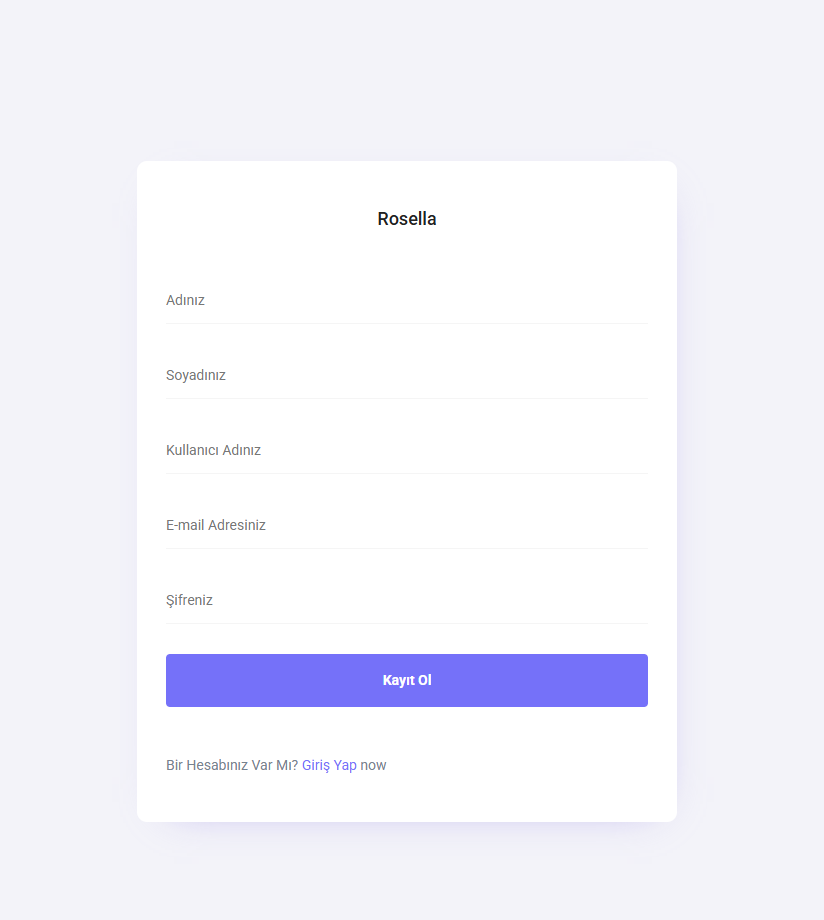 Rosella
Adınız
Soyadınız
Kullanıcı Adınız
E-mail Adresiniz
Şifreniz
Kayıt Ol
Bir Hesabınız Var Mı? Giriş Yap now